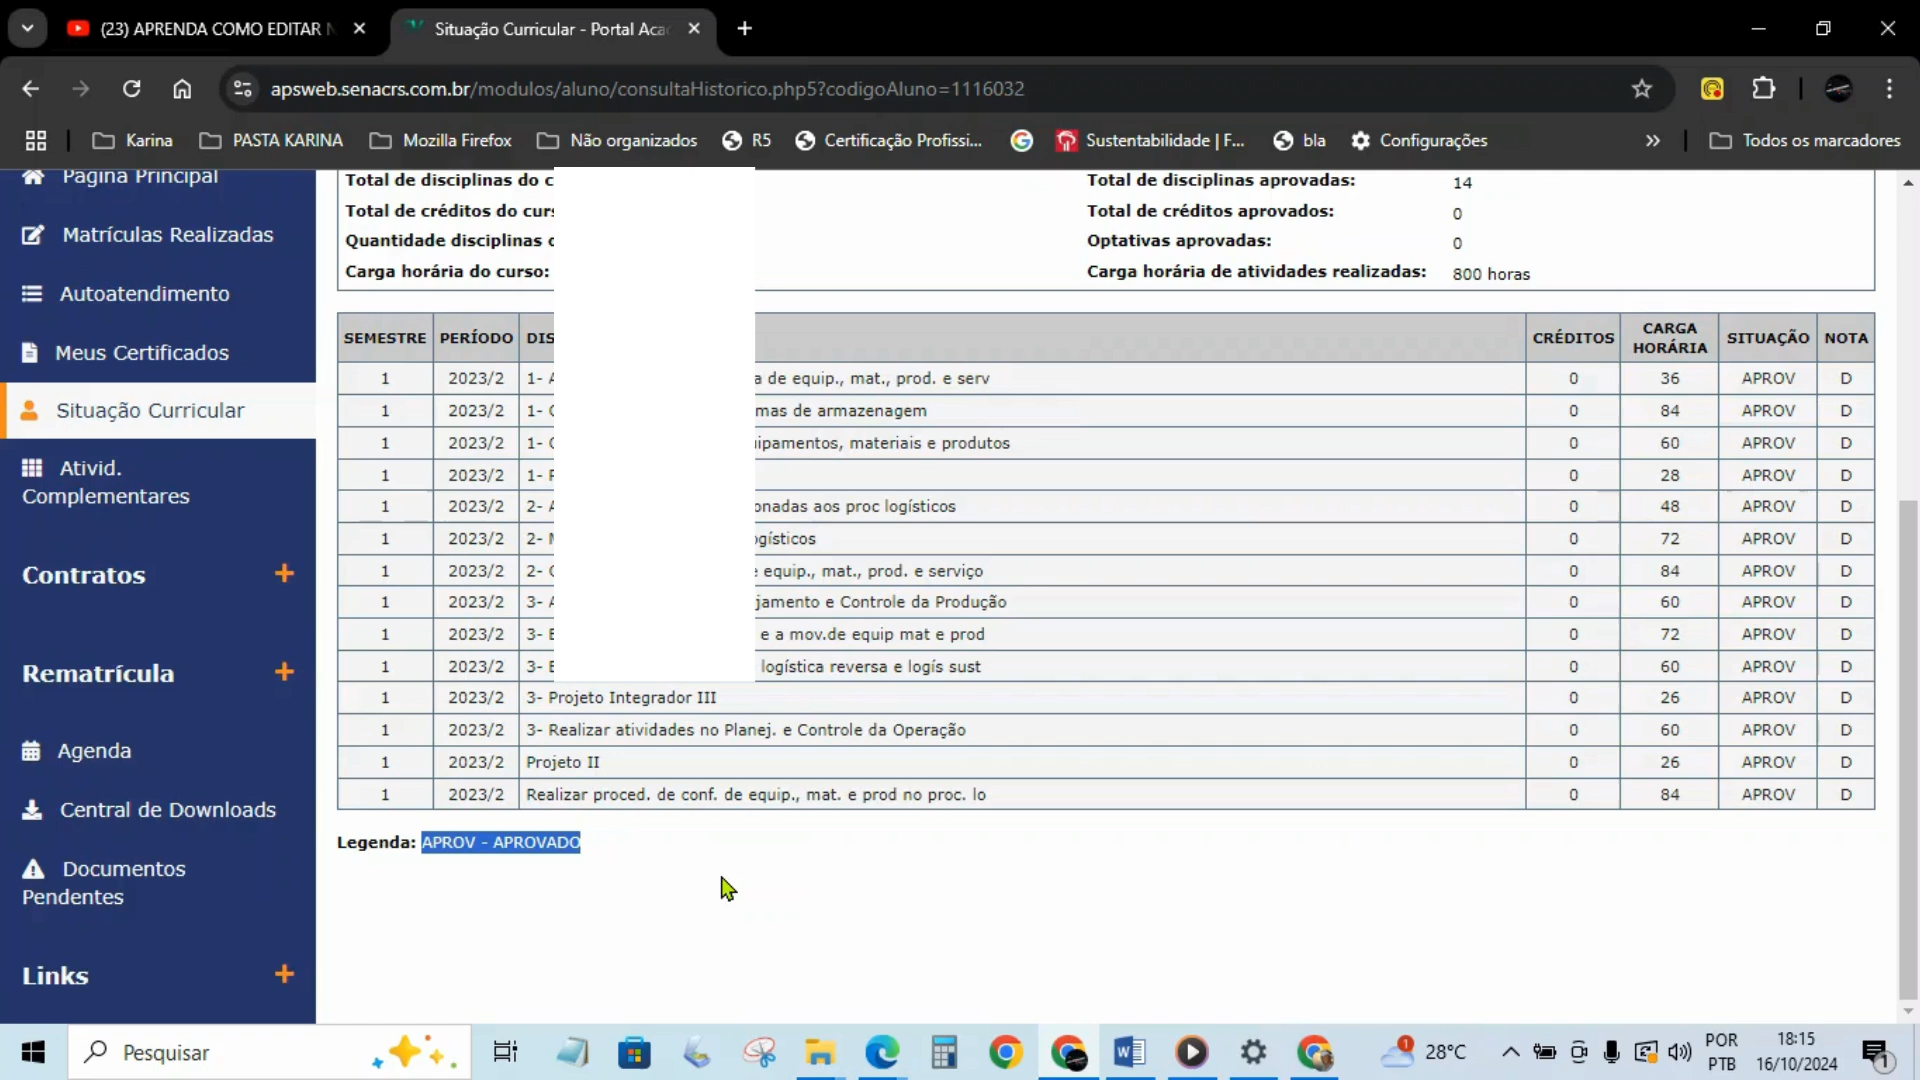 (23) APRENDA COMO EDITAR
Situação Curricular - Portal Aca
apsweb.senacrs.com.br/modulos/aluno/consultaHistorico.php5?codigoAluno=1116032
Karina
PASTA KARINA
Mozilla Firefox
Não organizados
R5
Certificação Profissi...
Sustentabilidade | F...
bla
Configurações
»
Todos os marcadores
Página Principal
Matrículas Realizadas
Autoatendimento
Meus Certificados
Situação Curricular
Ativid.
Complementares
Contratos +
Rematrícula +
Agenda
Central de Downloads
Documentos
Pendentes
Links +
Total de disciplinas do c Total de disciplinas aprovadas: 14
Total de créditos do curs Total de créditos aprovados: 0
Quantidade disciplinas Optativas aprovadas: 0
Carga horária do curso: Carga horária de atividades realizadas: 800 horas
SEMESTRE PERÍODO DIS CRÉDITOS CARGA HORÁRIA SITUAÇÃO NOTA
1 2023/2 1- A a de equip., mat., prod. e serv 0 36 APROV D
1 2023/2 1- mas de armazenagem 0 84 APROV D
1 2023/2 1- ipamentos, materiais e produtos 0 60 APROV D
1 2023/2 1- 0 28 APROV D
1 2023/2 2- A onadas aos proc logísticos 0 48 APROV D
1 2023/2 2- ogísticos 0 72 APROV D
1 2023/2 2- equip., mat., prod. e serviço 0 84 APROV D
1 2023/2 3- A jamento e Controle da Produção 0 60 APROV D
1 2023/2 3- e a mov.de equip mat e prod 0 72 APROV D
1 2023/2 3- logística reversa e logís sust 0 60 APROV D
1 2023/2 3- Projeto Integrador III 0 26 APROV D
1 2023/2 3- Realizar atividades no Planej. e Controle da Operação 0 60 APROV D
1 2023/2 Projeto II 0 26 APROV D
1 2023/2 Realizar proced. de conf. de equip., mat. e prod no proc. lo 0 84 APROV D
Legenda: APROV - APROVADO
Pesquisar
1
28°C
POR
PTB
18:15
16/10/2024
1